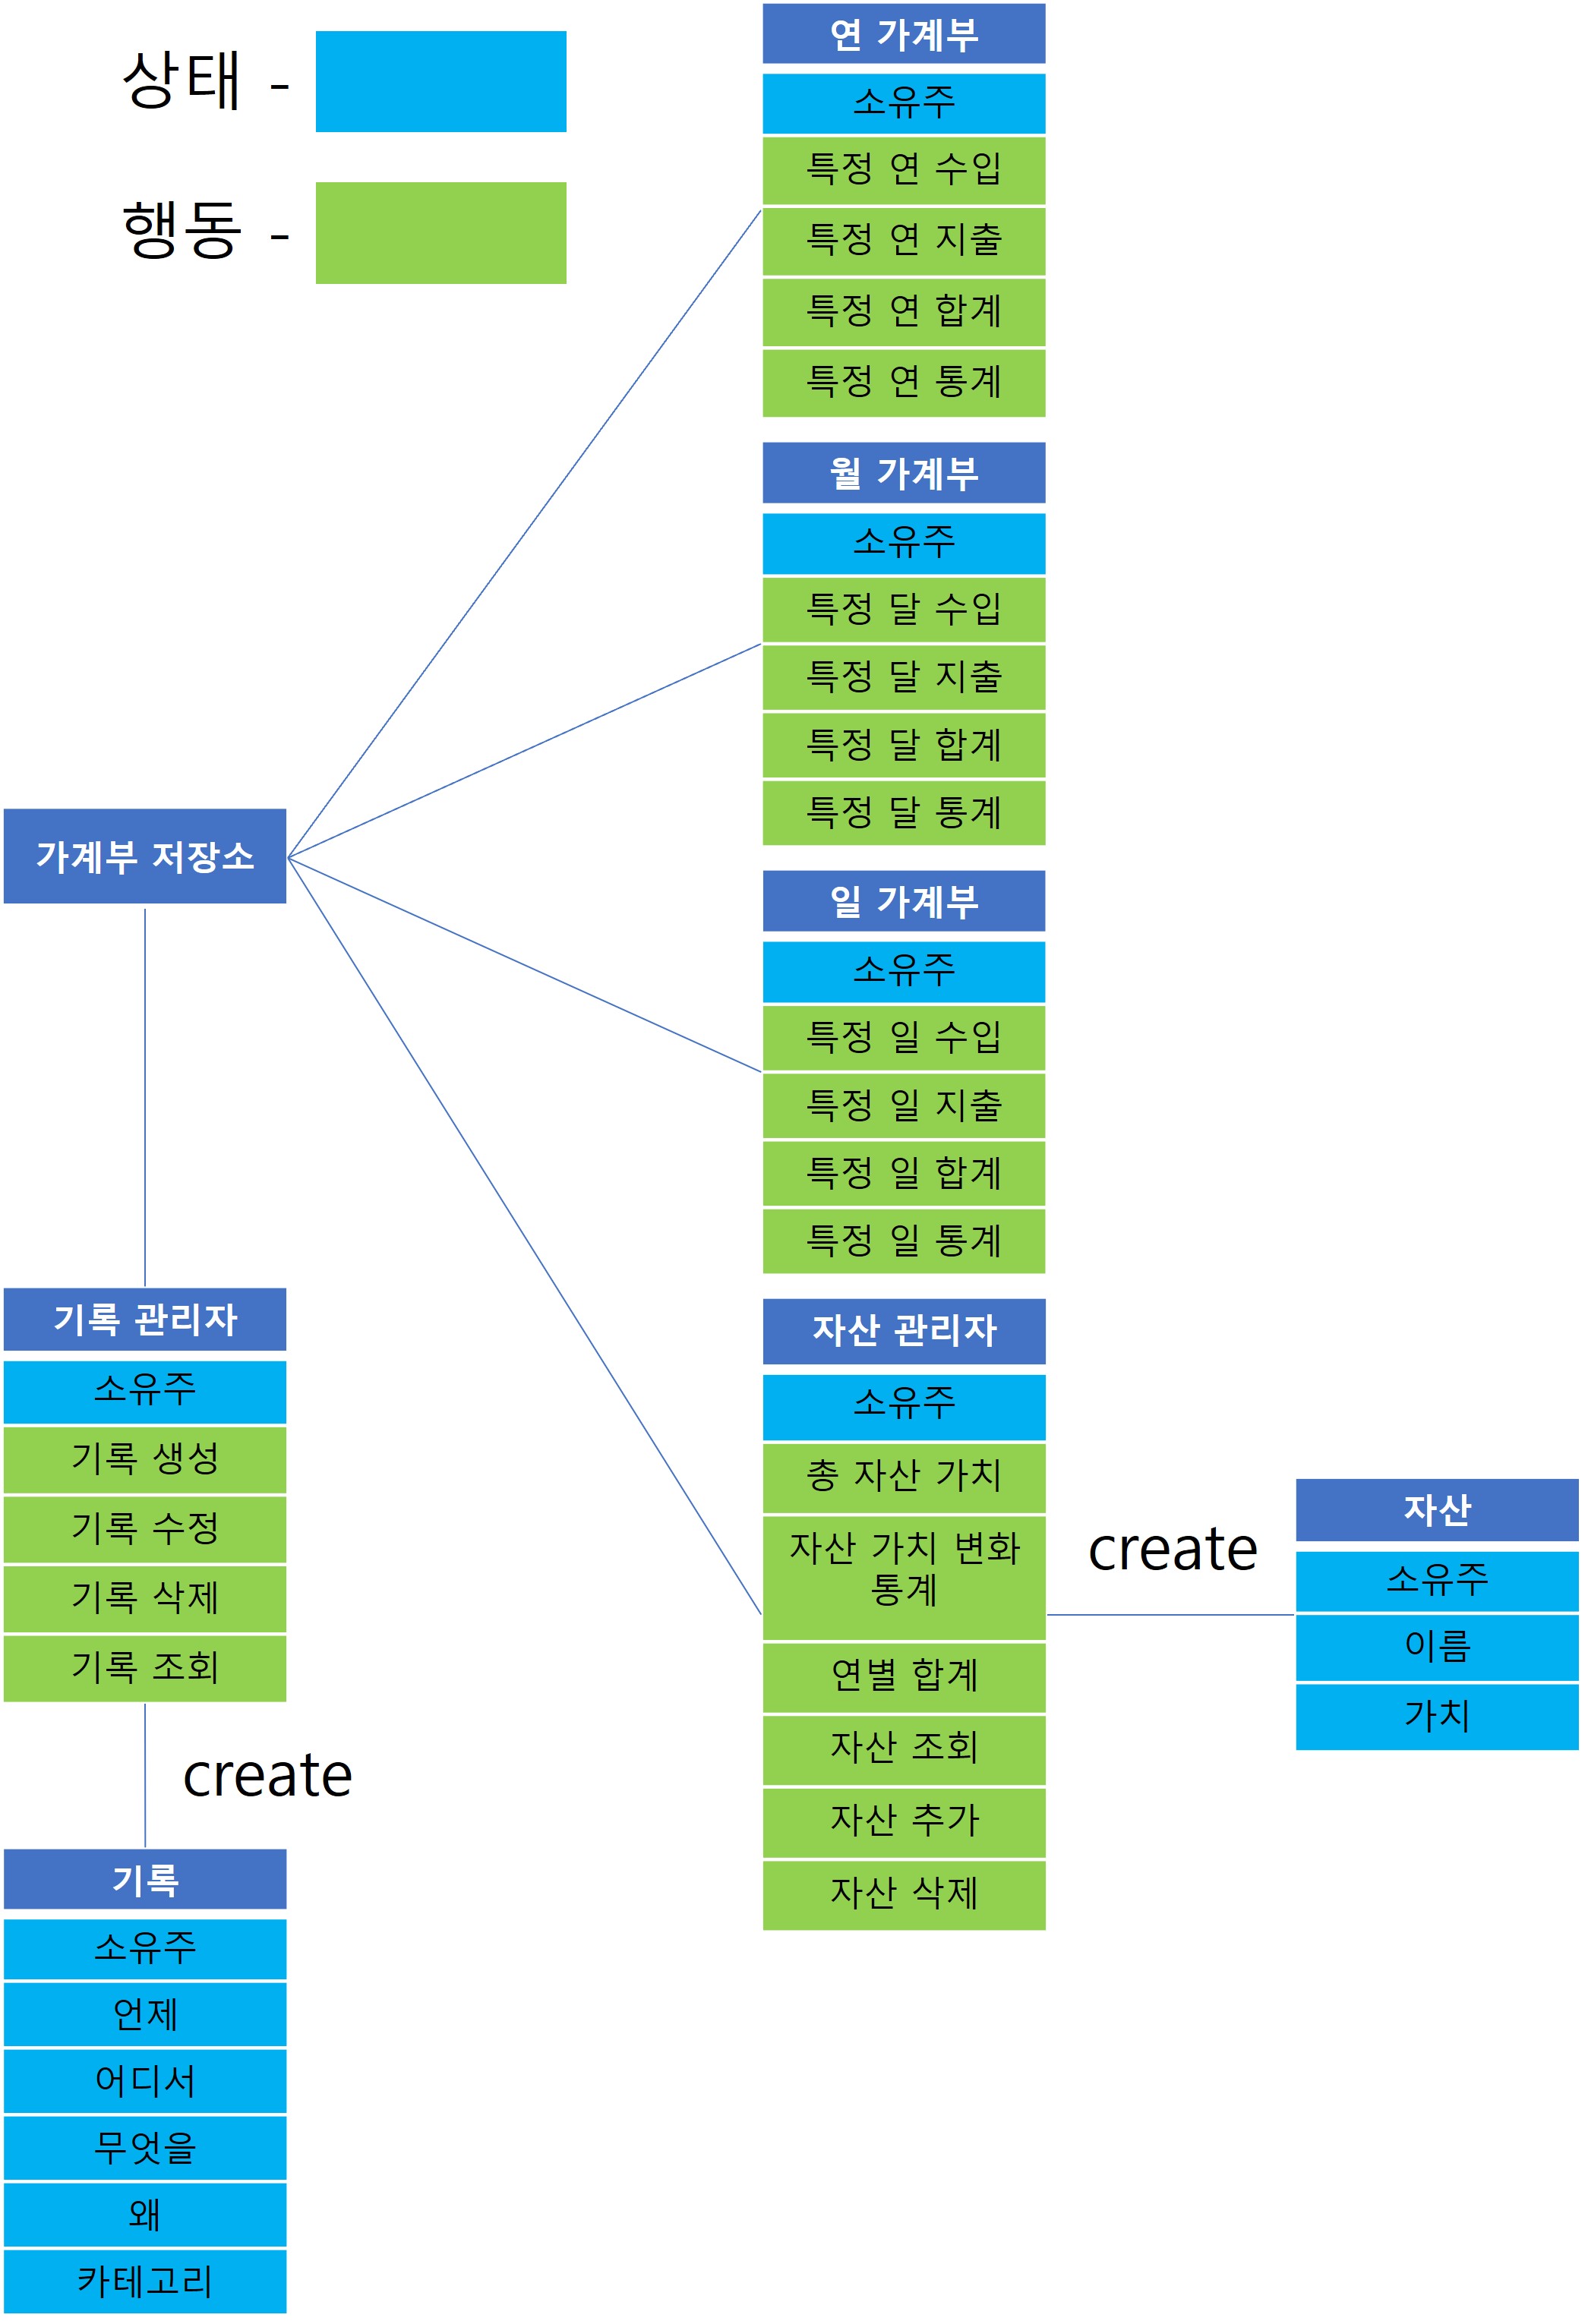 상태 -
행동 -
연 가계부
소유주
특정 연 수입
특정 연 지출
특정 연 합계
특정 연 통계
월 가계부
소유주
특정 달 수입
특정 달 지출
특정 달 합계
특정 달 통계
가계부 저장소
일 가계부
소유주
특정 일 수입
특정 일 지출
특정 일 합계
특정 일 통계
기록 관리자
소유주
기록 생성
기록 수정
기록 삭제
기록 조회
create
기록
소유주
언제
어디서
무엇을
왜
카테고리
자산 관리자
소유주
총 자산 가치
자산 가치 변화
통계
연별 합계
자산 조회
자산 추가
자산 삭제
create
자산
소유주
이름
가치